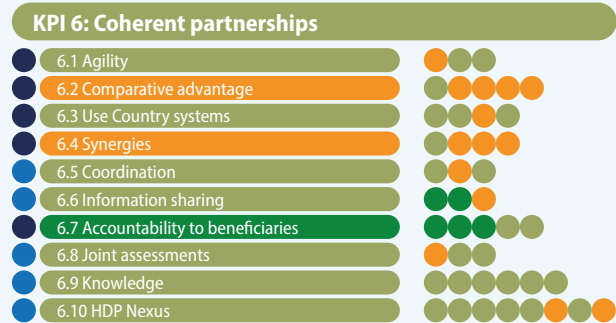 KPI 6: Coherent partnerships
6.1 Agility
6.2 Comparative advantage
6.3 Use Country systems
6.4 Synergies
6.5 Coordination
6.6 Information sharing
6.7 Accountability to beneficiaries
6.8 Joint assessments
6.9 Knowledge
6.10 HDP Nexus